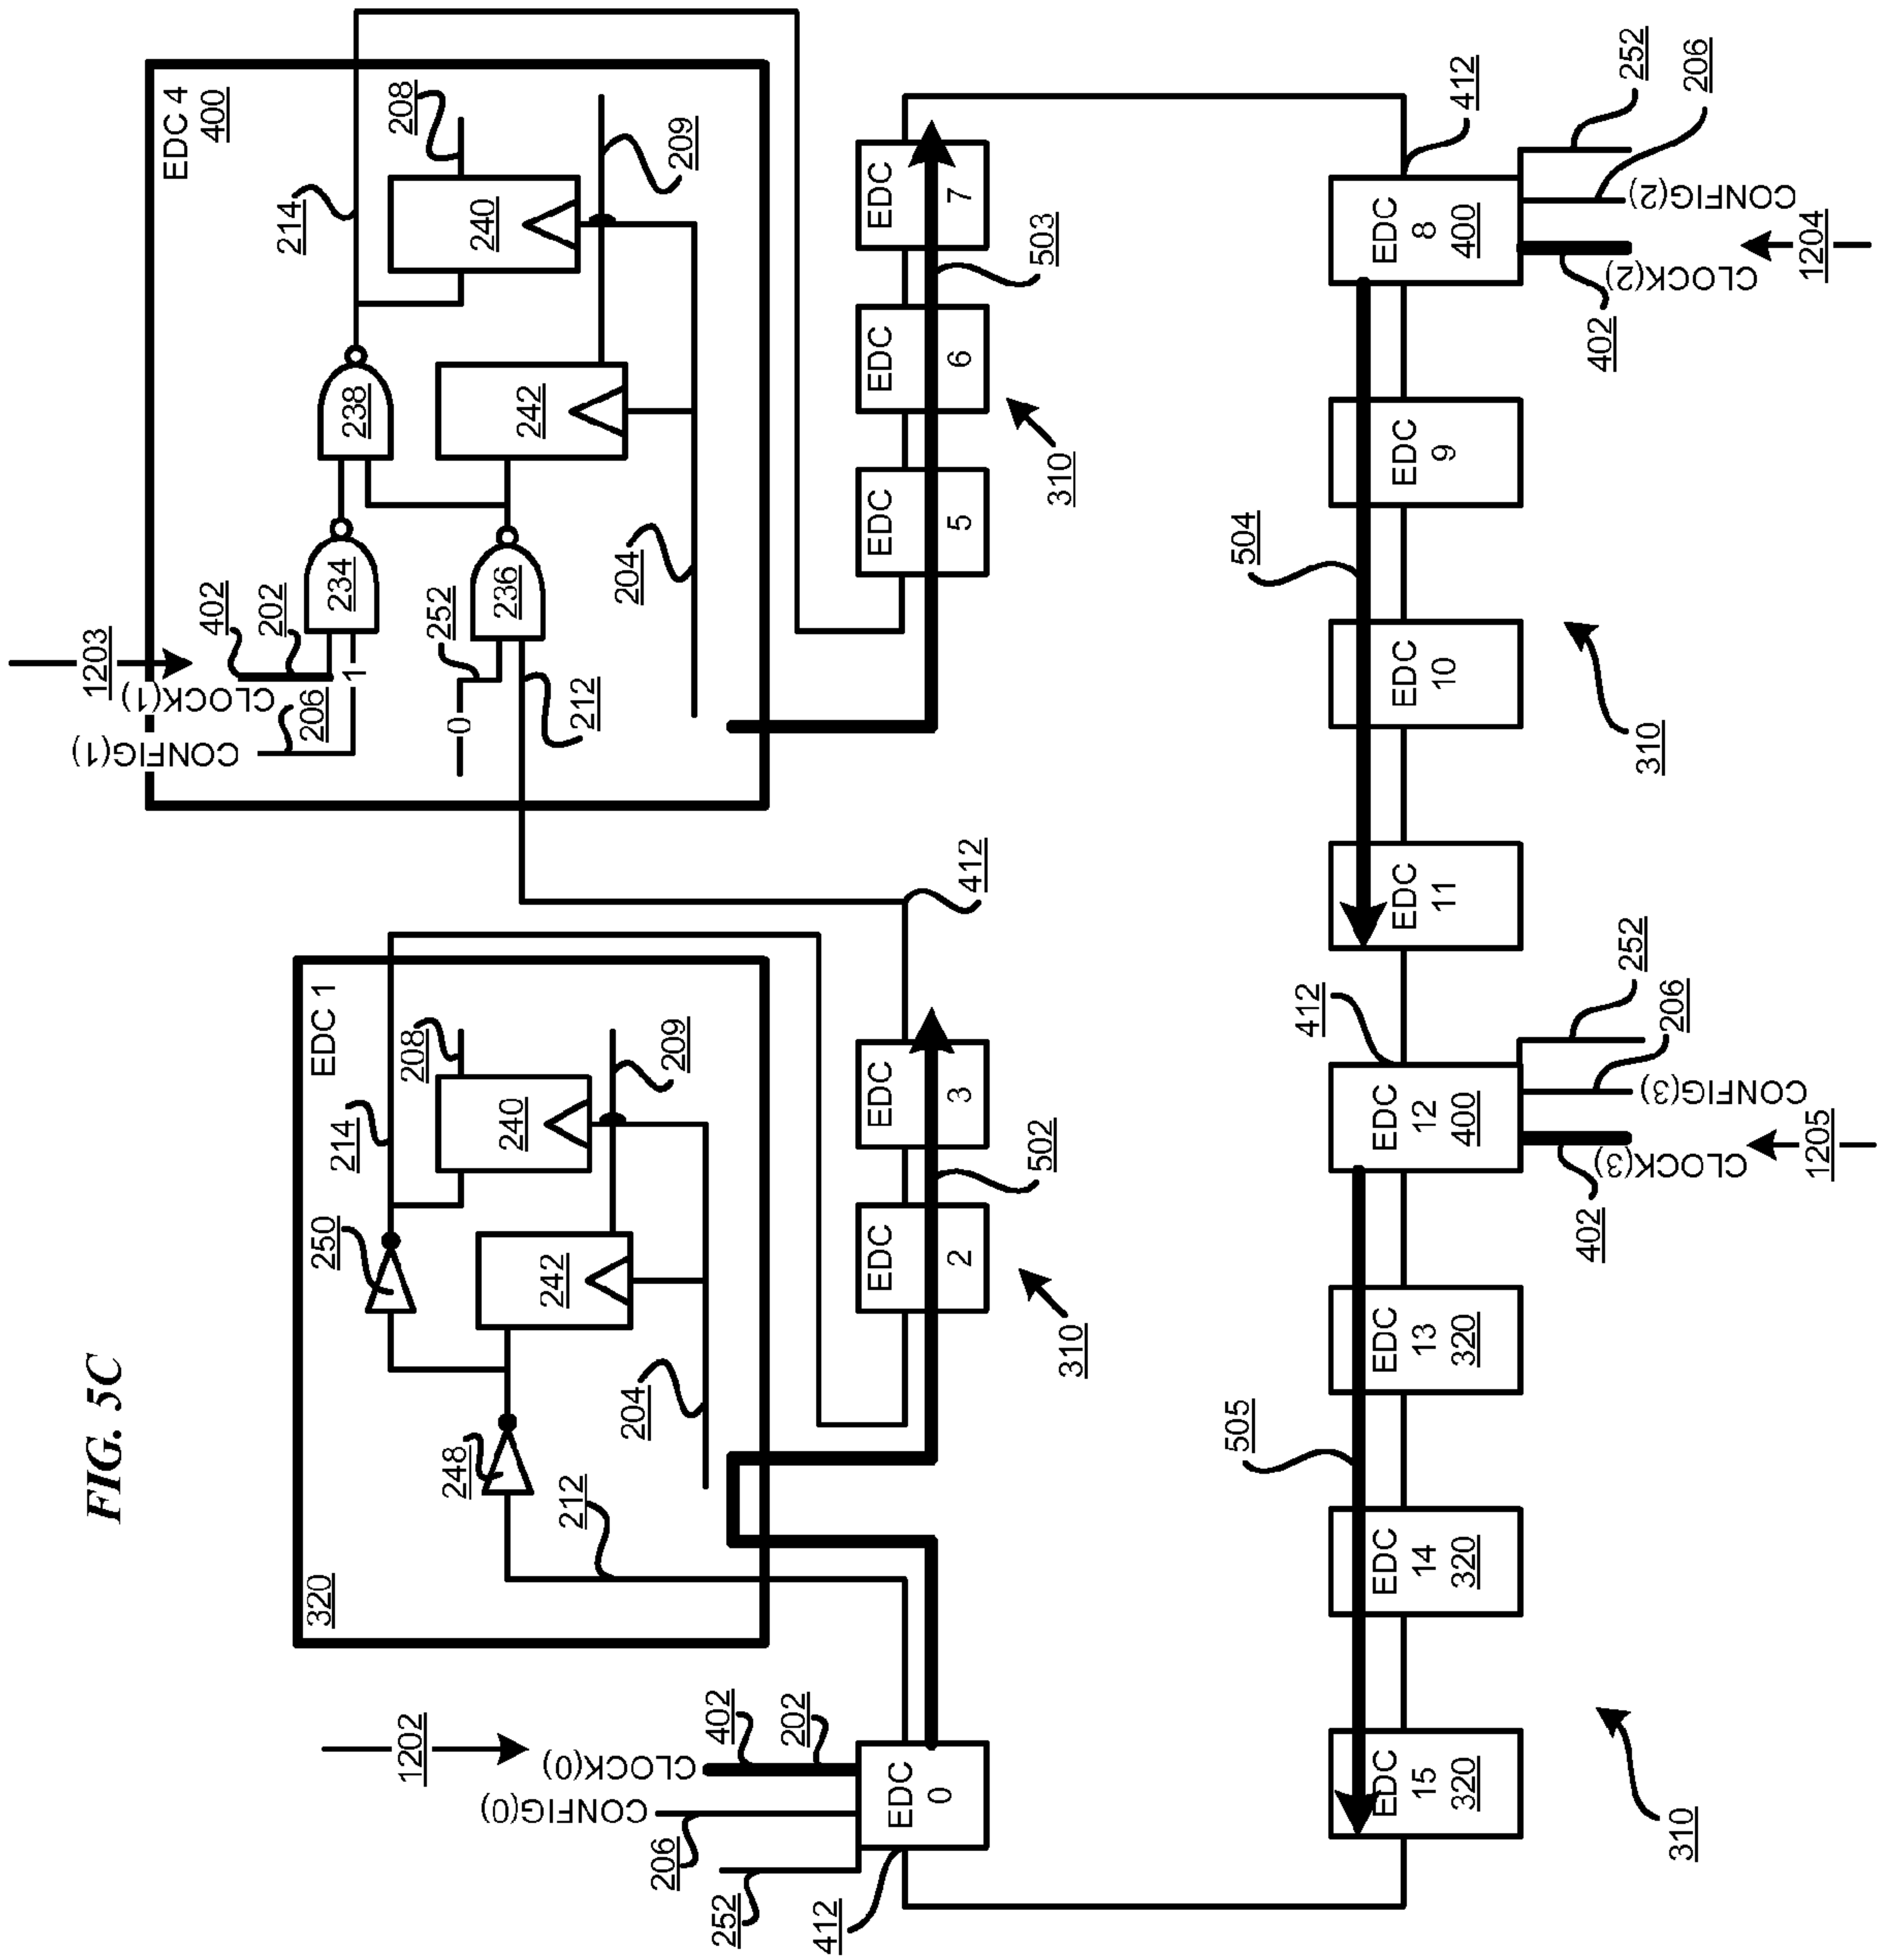 FIG. 5C
1202
CLOCK(0)
402
202
CONFIG(0)
206
252
412
EDC
0
320
EDC 1
212
248
250
214
242
240
208
209
204
EDC
2
EDC
3
502
310
412
EDC 4
400
1203
CLOCK(1)
402
202
CONFIG(1)
206
1
0
252
212
234
236
238
214
242
240
208
209
204
EDC
5
EDC
6
EDC
7
503
310
412
EDC
8
400
252
206
CONFIG(2)
CLOCK(2)
402
1204
EDC
9
EDC
10
EDC
11
504
310
412
EDC
12
400
252
206
CONFIG(3)
CLOCK(3)
402
1205
EDC
13
320
EDC
14
320
EDC
15
320
505
310